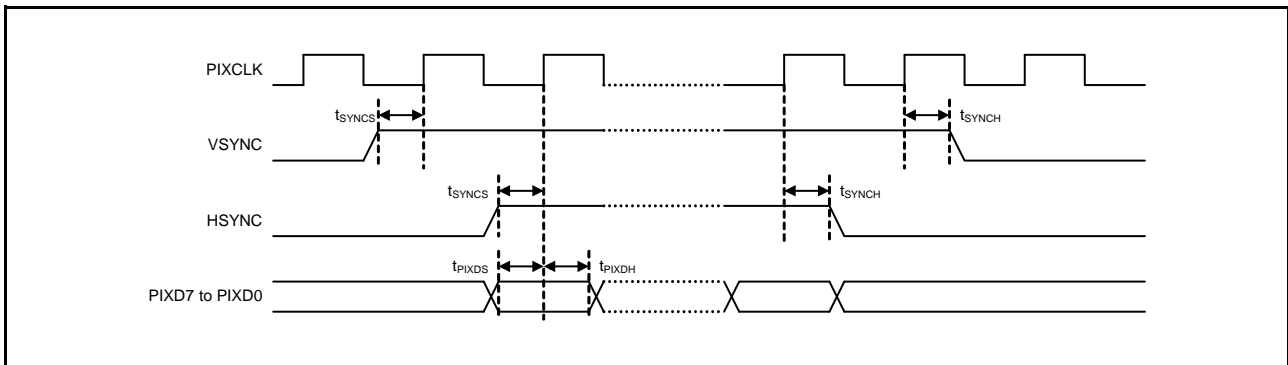 PIXCLK
tSYNCS
tSYNCH
VSYNC
tSYNCS
tSYNCH
HSYNC
tPIXDS
tPIXDH
PIXD7 to PIXD0